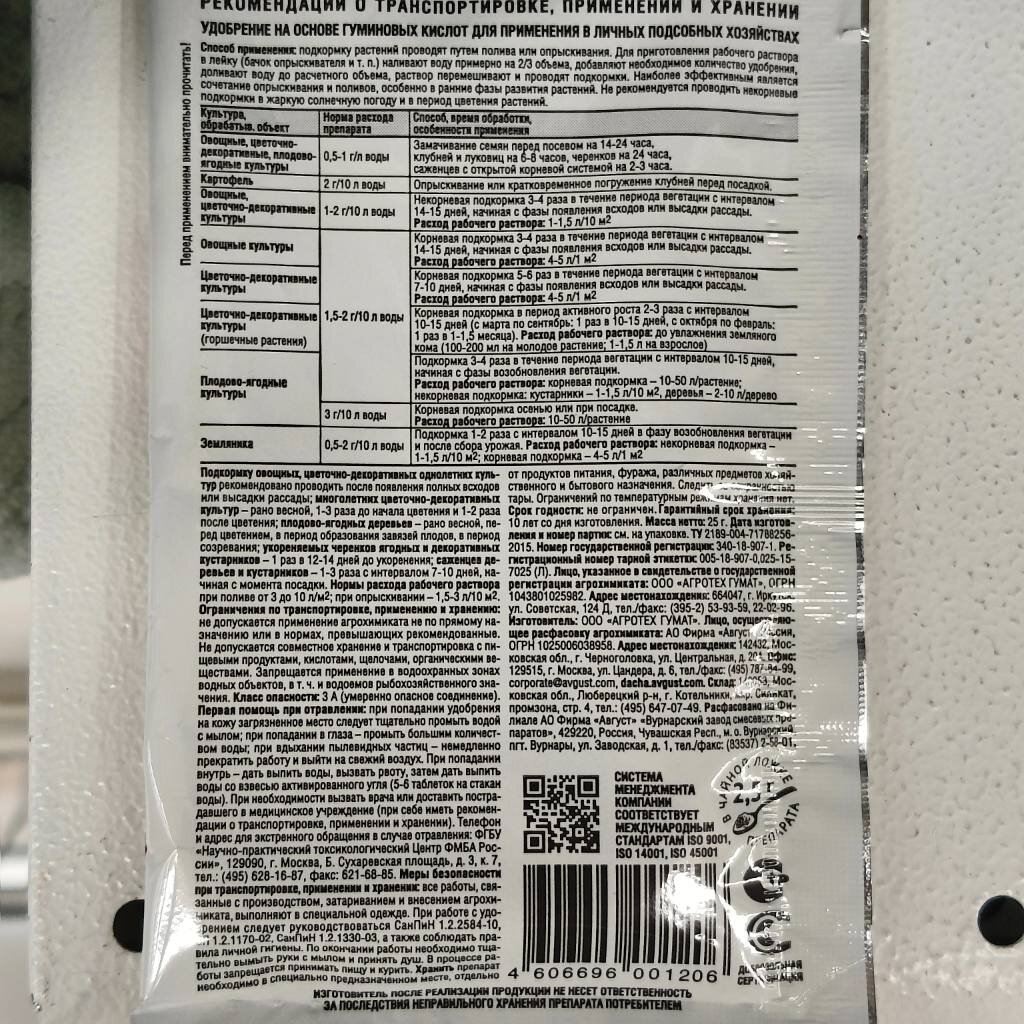 РЕКОМЕНДАЦИИ О ТРАНСПОРТИРОВКЕ, ПРИМЕНЕНИИ И ХРАНЕНИИ
УДОБРЕНИЕ НА ОСНОВЕ ГУМИНОВЫХ КИСЛОТ ДЛЯ ПРИМЕНЕНИЯ В ЛИЧНЫХ ПОДСОБНЫХ ХОЗЯЙСТВАХ
Перед применением внимательно прочитать!
Способ применения: подкормку растений проводят путем полива или опрыскивания. Для приготовления рабочего раствора
в лейку (бачок опрыскивателя и т. п.) наливают воду примерно на 2/3 объема, добавляют необходимое количество удобрения,
доливают воду до расчетного объема, раствор перемешивают и проводят подкормки. Наиболее эффективным является
сочетание опрыскивания и поливов, особенно в ранние фазы развития растений. Не рекомендуется проводить некорневые
подкормки в жаркую солнечную погоду и в период цветения растений.
Культура, обрабатыв. объект
Норма расхода препарата
Способ, время обработки, особенности применения
Овощные, цветочно-
декоративные, плодово-
ягодные культуры
0,5-1 г/л воды
Замачивание семян перед посевом на 14-24 часа,
клубней и луковиц на 6-8 часов, черенков на 24 часа,
саженцев с открытой корневой системой на 2-3 часа.
Картофель
2 г/10 л воды
Опрыскивание или кратковременное погружение клубней перед посадкой.
Овощные,
цветочно-декоративные
культуры
1-2 г/10 л воды
Некорневая подкормка 3-4 раза в течение периода вегетации с интервалом
14-15 дней, начиная с фазы появления всходов или высадки рассады.
Расход рабочего раствора: 1-1,5 л/10 м2
Овощные культуры
Корневая подкормка 3-4 раза в течение периода вегетации с интервалом
14-15 дней, начиная с фазы появления всходов или высадки рассады.
Расход рабочего раствора: 4-5 л/1 м2
Цветочно-декоративные
культуры
Корневая подкормка 5-6 раз в течение периода вегетации с интервалом
7-10 дней, начиная с фазы появления всходов или высадки рассады.
Расход рабочего раствора: 4-5 л/1 м2
Цветочно-декоративные
культуры
(горшечные растения)
1,5-2 г/10 л воды
Корневая подкормка в период активного роста 2-3 раза с интервалом
10-15 дней (с марта по сентябрь: 1 раз в 10-15 дней, с октября по февраль:
1 раз в 1-1,5 месяца). Расход рабочего раствора: до увлажнения земляного
кома (100-200 мл на молодое растение; 1-1,5 л на взрослое)
Плодово-ягодные
культуры
Подкормка 3-4 раза в течение периода вегетации с интервалом 10-15 дней,
начиная с фазы возобновления вегетации.
Расход рабочего раствора: корневая подкормка – 10-50 л/растение;
некорневая подкормка: кустарники – 1-1,5 л/10 м2, деревья – 2-10 л/дерево
3 г/10 л воды
Корневая подкормка осенью или при посадке.
Расход рабочего раствора: 10-50 л/растение
Земляника
0,5-2 г/10 л воды
Подкормка 1-2 раза с интервалом 10-15 дней в фазу возобновления вегетации
и после сбора урожая. Расход рабочего раствора: некорневая подкормка –
1-1,5 л/10 м2; корневая подкормка – 4-5 л/1 м2
Подкормку овощных, цветочно-декоративных однолетних куль-
тур рекомендовано проводить после появления полных всходов
или высадки рассады; многолетних цветочно-декоративных
культур – рано весной, 1-3 раза до начала цветения и 1-2 раза
после цветения; плодово-ягодных деревьев – рано весной, пе-
ред цветением, в период образования завязей плодов, в период
созревания; укореняемых черенков ягодных и декоративных
кустарников – 1 раз в 12-14 дней до укоренения; саженцев де-
ревьев и кустарников – 1-3 раза с интервалом 7-10 дней, на-
чиная с момента посадки. Нормы расхода рабочего раствора
при поливе от 3 до 10 л/м2; при опрыскивании – 1,5-3 л/10 м2.
Ограничения по транспортировке, применению и хранению:
не допускается применение агрохимиката не по прямому на-
значению или в нормах, превышающих рекомендованные.
Не допускается совместное хранение и транспортировка с пи-
щевыми продуктами, кислотами, щелочами, органическими ве-
ществами. Запрещается применение в водоохранных зонах
водных объектов, в т. ч. и водоемов рыбохозяйственного зна-
чения. Класс опасности: 3 А (умеренно опасное соединение).
Первая помощь при отравлении: при попадании удобрения
на кожу загрязненное место следует тщательно промыть водой
с мылом; при попадании в глаза – промыть большим количест-
вом воды; при вдыхании пылевидных частиц – немедленно
прекратить работу и выйти на свежий воздух. При попадании
внутрь – дать выпить воды, вызвать рвоту, затем дать выпить
воды со взвесью активированного угля (5-6 таблеток на стакан
воды). При необходимости вызвать врача или доставить постра-
давшего в медицинское учреждение (при себе иметь рекомен-
дации о транспортировке, применении и хранении). Телефон
и адрес для экстренного обращения в случае отравления: ФГБУ
«Научно-практический токсикологический Центр ФМБА Рос-
сии», 129090, г. Москва, Б. Сухаревская площадь, д. 3, к. 7,
тел.: (495) 628-16-87, факс: 621-68-85. Меры безопасности
при транспортировке, применении и хранении: все работы, свя-
занные с производством, затариванием и внесением агрохи-
миката, выполняют в специальной одежде. При работе с удо-
брением следует руководствоваться СанПиН 1.2.2584-10,
1.2.1170-02, СанПиН 1.2.1330-03, а также соблюдать пра-
вила личной гигиены. По окончании работы необходимо тща-
тельно вымыть руки с мылом и принять душ. В процессе ра-
боты запрещается принимать пищу и курить. Хранить препарат
необходимо в специально предназначенном месте, отдельно
от продуктов питания, фуража, различных предметов хозяй-
ственного и бытового назначения. Следить за сохранностью
тары. Ограничений по температурным режимам хранения нет.
Срок годности: не ограничен. Гарантийный срок хранения:
10 лет со дня изготовления. Масса нетто: 25 г. Дата изготов-
ления и номер партии: см. на упаковке. ТУ 2189-004-71788256-
2015. Номер государственной регистрации: 340-18-907-1. Ре-
гистрационный номер тарной этикетки: 005-18-907-0,025-15-
7025 (Л). Лицо, указанное в свидетельстве о государственной
регистрации агрохимиката: ООО «АГРОТЕХ ГУМАТ», ОГРН
1043801025982. Адрес местонахождения: 664047, г. Иркутск,
ул. Советская, 124 Д, тел./факс: (395-2) 53-93-59, 22-02-96.
Изготовитель: ООО «АГРОТЕХ ГУМАТ». Лицо, осуществляю-
щее расфасовку агрохимиката: АО Фирма «Август», Россия,
ОГРН 1025006038958. Адрес местонахождения: 142432, Мос-
ковская обл., г. Черноголовка, ул. Центральная, д. 20А. Офис:
129515, г. Москва, ул. Цандера, д. 6, тел./факс: (495) 787-84-99,
corporate@avgust.com, dacha.avgust.com. Склад: Мос-
ковская обл., Люберецкий р-н, г. Котельники, мкр. Силикат,
промзона, стр. 4, тел.: (495) 647-07-49. Расфасовано на Фи-
лиале АО Фирма «Август» «Вурнарский завод смесевых пре-
паратов», 429220, Россия, Чувашская Респ., м. о. Вурнарский,
пгт. Вурнары, ул. Заводская, д. 1, тел./факс: (83537) 2-58-01.
СИСТЕМА
МЕНЕДЖМЕНТА
КОМПАНИИ
СООТВЕТСТВУЕТ
МЕЖДУНАРОДНЫМ
СТАНДАРТАМ ISO 9001,
ISO 14001, ISO 45001
В ЧАЙНОЙ ЛОЖКЕ
2,5 г
ПРЕПАРАТА
4 606696 001206
ДОБРОВОЛЬНАЯ
СЕРТИФИКАЦИЯ
ИЗГОТОВИТЕЛЬ ПОСЛЕ РЕАЛИЗАЦИИ ПРОДУКЦИИ НЕ НЕСЕТ ОТВЕТСТВЕННОСТЬ
ЗА ПОСЛЕДСТВИЯ НЕПРАВИЛЬНОГО ХРАНЕНИЯ ПРЕПАРАТА ПОТРЕБИТЕЛЕМ